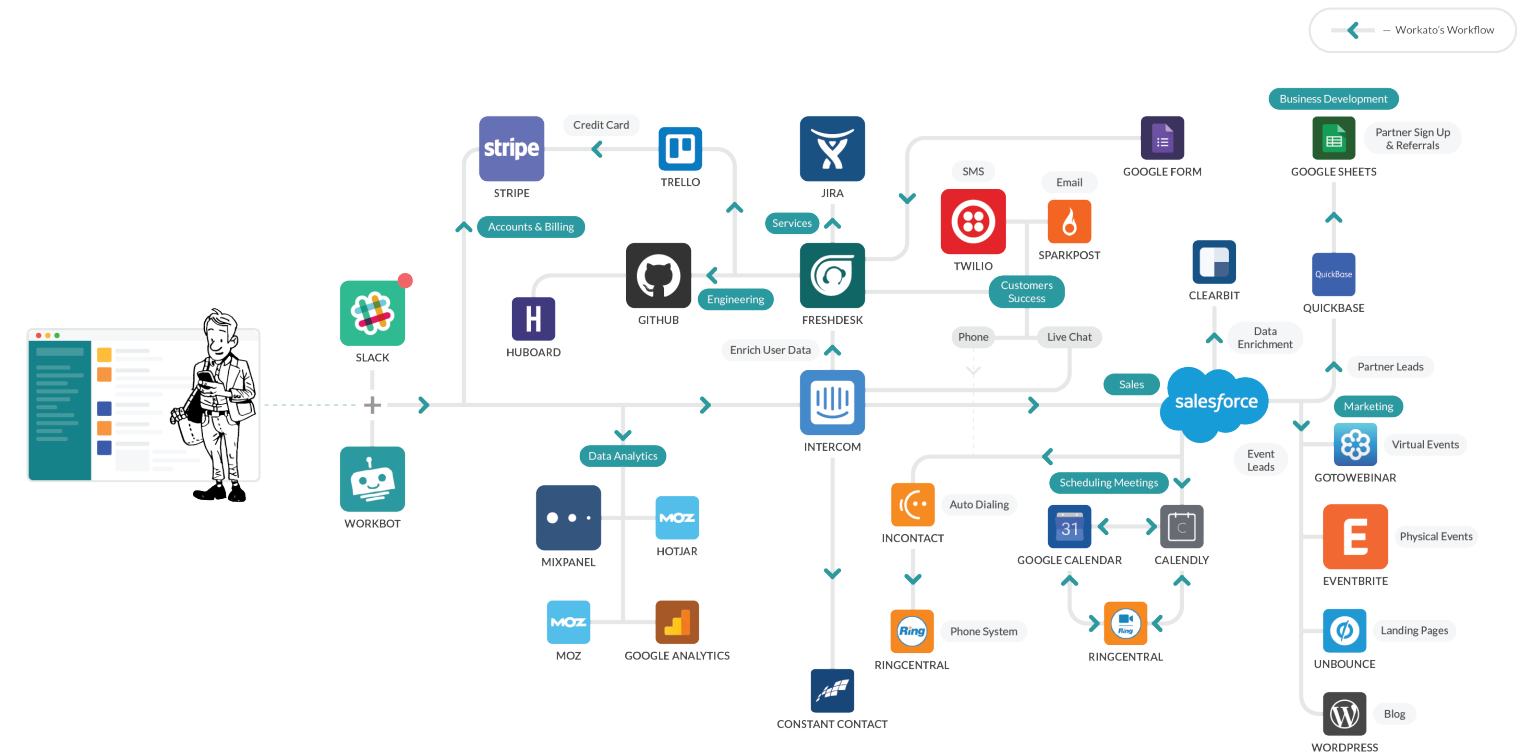 — Workato's Workflow
Business Development
Credit Card
stripe
STRIPE
TRELLO
JIRA
GOOGLE FORM
Partner Sign Up
& Referrals
GOOGLE SHEETS
SMS
Email
TWILIO
SPARKPOST
Accounts & Billing
Services
Engineering
GITHUB
H
HUBOARD
FRESHDESK
Customers
Success
CLEARBIT
QuickBase
QUICKBASE
SLACK
Enrich User Data
Phone
Live Chat
Data
Enrichment
Partner Leads
Sales
salesforce
Marketing
INTERCOM
Data Analytics
Virtual Events
GOTOWEBINAR
Event
Leads
Scheduling Meetings
WORKBOT
MIXPANEL
MOZ
HOTJAR
Auto Dialing
INCONTACT
31
GOOGLE CALENDAR
C
CALENDLY
E
Physical Events
EVENTBRITE
MOZ
MOZ
GOOGLE ANALYTICS
Ring
Phone System
RINGCENTRAL
Ring
RINGCENTRAL
Landing Pages
UNBOUNCE
CONSTANT CONTACT
W
Blog
WORDPRESS